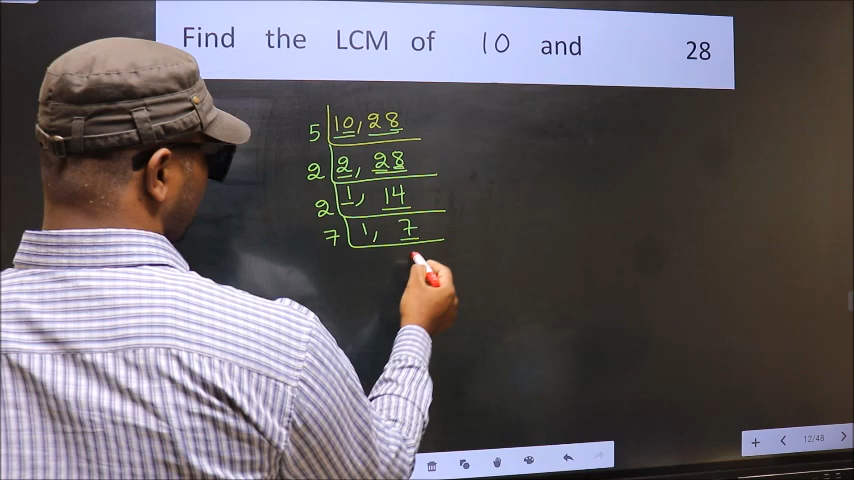 Find the LCM of 10 and 28
5 10, 28
2 2, 28
2 1, 14
7 1, 7
12/48